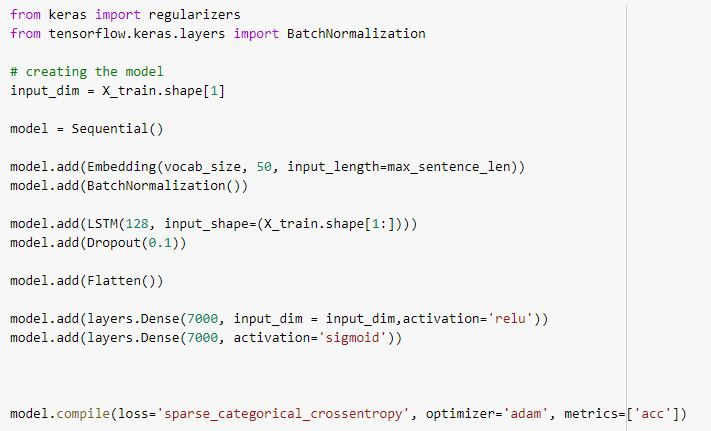 from keras import regularizers
from tensorflow.keras.layers import BatchNormalization
# creating the model
input_dim = X_train.shape[1]
model = Sequential()
model.add(Embedding(vocab_size, 50, input_length=max_sentence_len))
model.add(BatchNormalization())
model.add(LSTM(128, input_shape=(X_train.shape[1:])))
model.add(Dropout(0.1))
model.add(Flatten())
model.add(layers.Dense(7000, input_dim = input_dim,activation='relu'))
model.add(layers.Dense(7000, activation='sigmoid'))
model.compile(loss='sparse_categorical_crossentropy', optimizer='adam', metrics=['acc'])